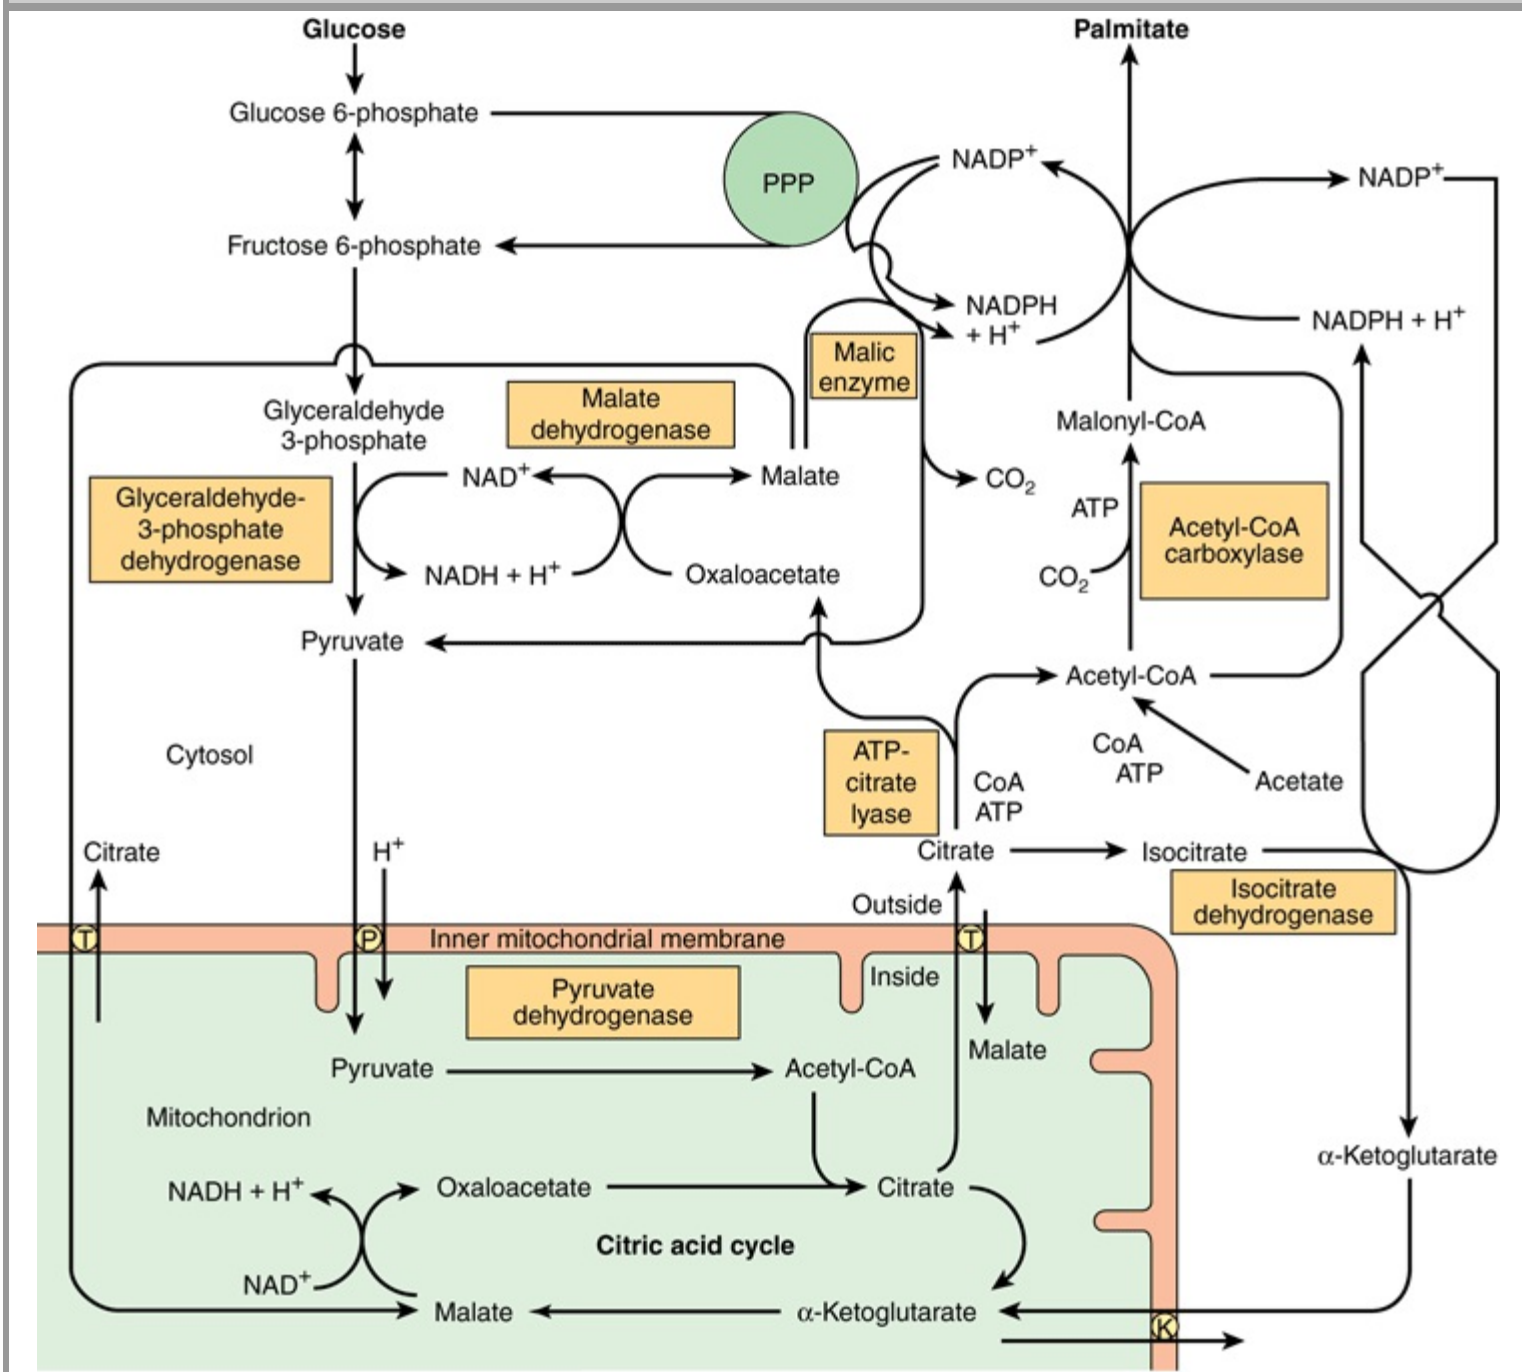 Glucose
Palmitate
Glucose 6-phosphate
PPP
NADP+
NADP+
Fructose 6-phosphate
NADPH
+ H+
NADPH + H+
Malic
enzyme
Glyceraldehyde
3-phosphate
Malate
dehydrogenase
Malonyl-CoA
NAD+
Malate
CO2
Glyceraldehyde-
3-phosphate
dehydrogenase
ATP
Acetyl-CoA
carboxylase
NADH + H+
Oxaloacetate
CO2
Pyruvate
Acetyl-CoA
Cytosol
ATP-
citrate
lyase
CoA
ATP
CoA
ATP
Acetate
Citrate
H+
Citrate
Isocitrate
Isocitrate
dehydrogenase
Outside
T
P
Inner mitochondrial membrane
T
Inside
Pyruvate
dehydrogenase
Malate
Pyruvate
Acetyl-CoA
Mitochondrion
α-Ketoglutarate
NADH + H+
Oxaloacetate
Citrate
Citric acid cycle
NAD+
Malate
α-Ketoglutarate
K